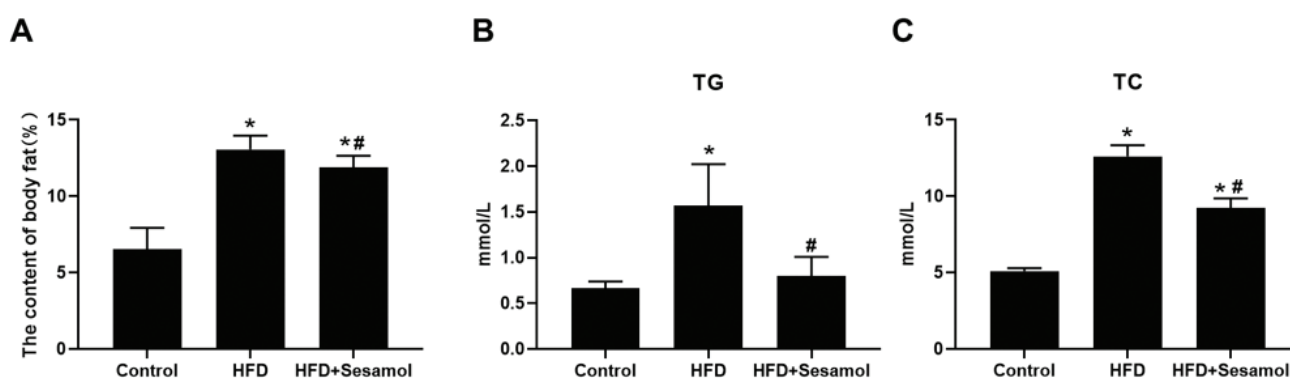 A
B
C
TG
TC
The content of body fat(%)
15
10
5
0
*
*#
Control
HFD
HFD+Sesamol
mmol/L
2.5
2.0
1.5
1.0
0.5
0.0
*
#
Control
HFD
HFD+Sesamol
mmol/L
15
10
5
0
*
*#
Control
HFD
HFD+Sesamol